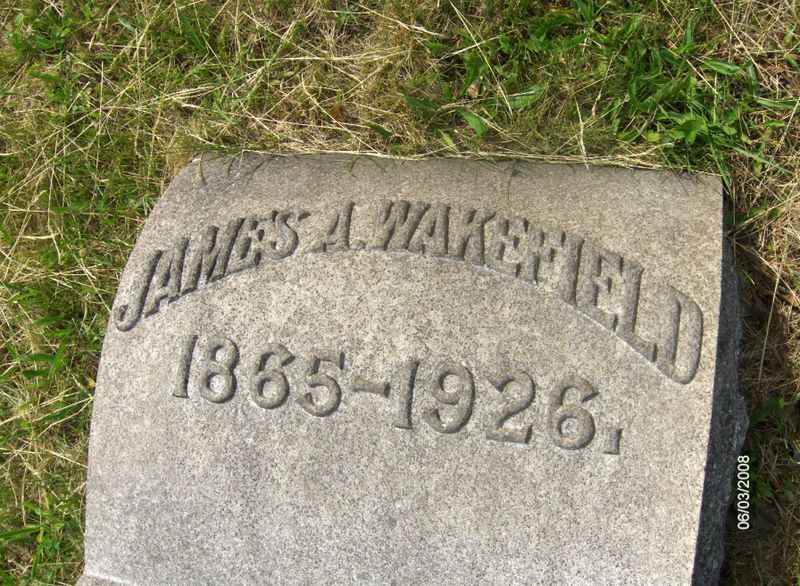 JAMES A. WAKEFIELD
1865-1926.
06/03/2008